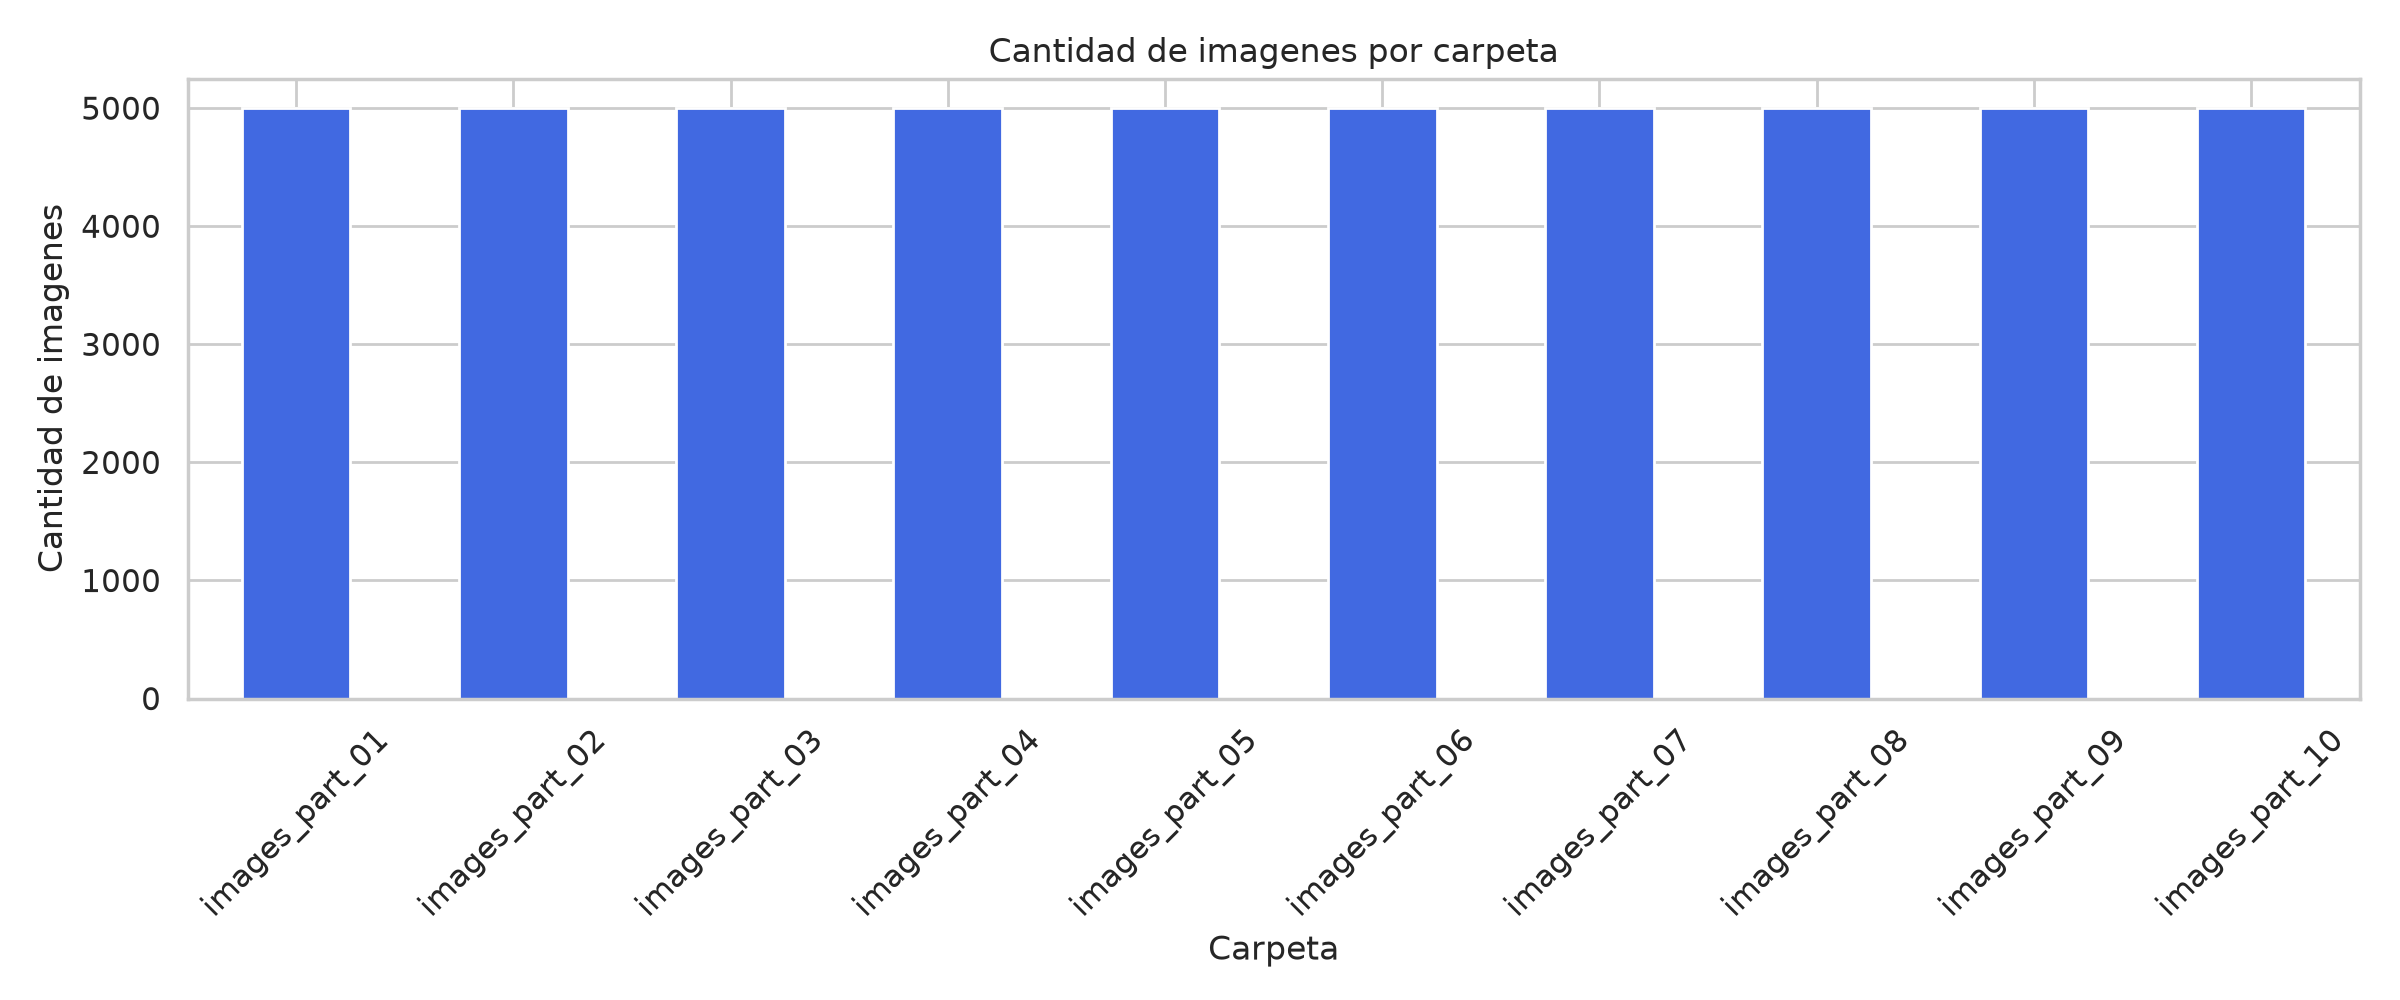 Cantidad de imagenes por carpeta
Cantidad de imagenes
5000
4000
3000
2000
1000
0
images_part_01
images_part_02
images_part_03
images_part_04
images_part_05
images_part_06
images_part_07
images_part_08
images_part_09
images_part_10
Carpeta